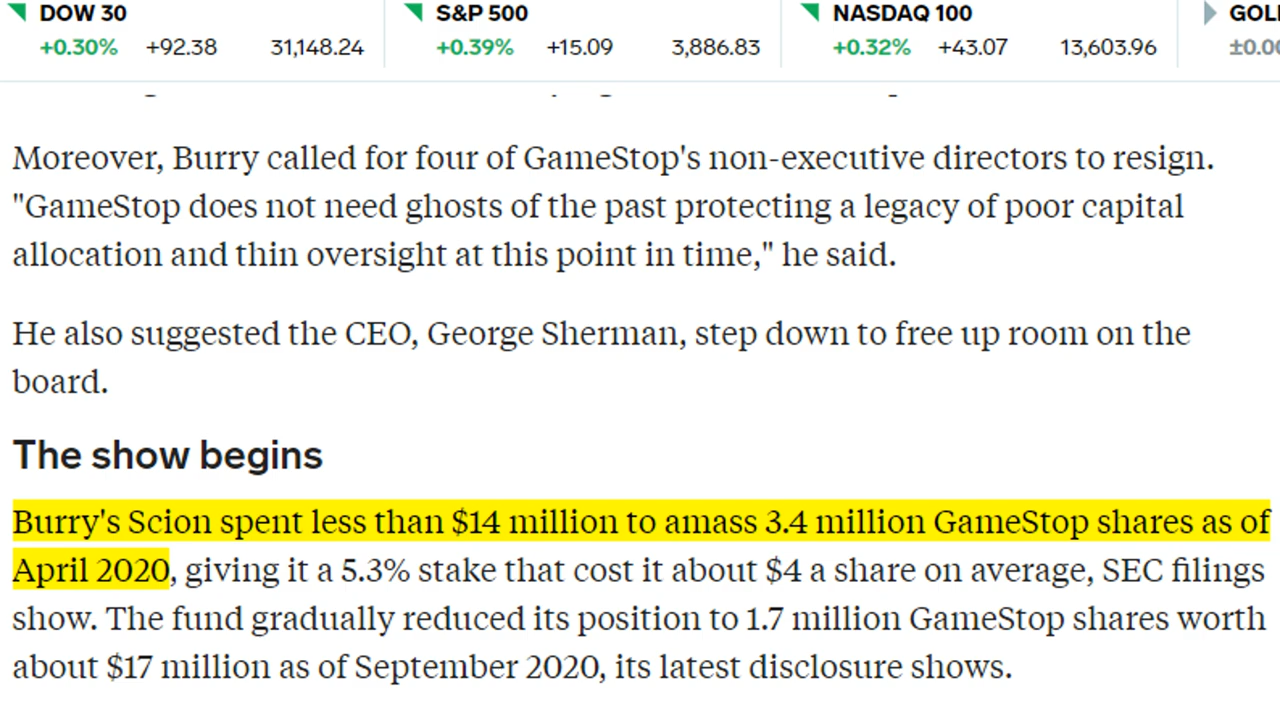 DOW 30
+0.30% +92.38 31,148.24
S&P 500
+0.39% +15.09 3,886.83
NASDAQ 100
+0.32% +43.07 13,603.96
Moreover, Burry called for four of GameStop's non-executive directors to resign.
"GameStop does not need ghosts of the past protecting a legacy of poor capital
allocation and thin oversight at this point in time," he said.
He also suggested the CEO, George Sherman, step down to free up room on the
board.
The show begins
Burry's Scion spent less than $14 million to amass 3.4 million GameStop shares as of
April 2020, giving it a 5.3% stake that cost it about $4 a share on average, SEC filings
show. The fund gradually reduced its position to 1.7 million GameStop shares worth
about $17 million as of September 2020, its latest disclosure shows.